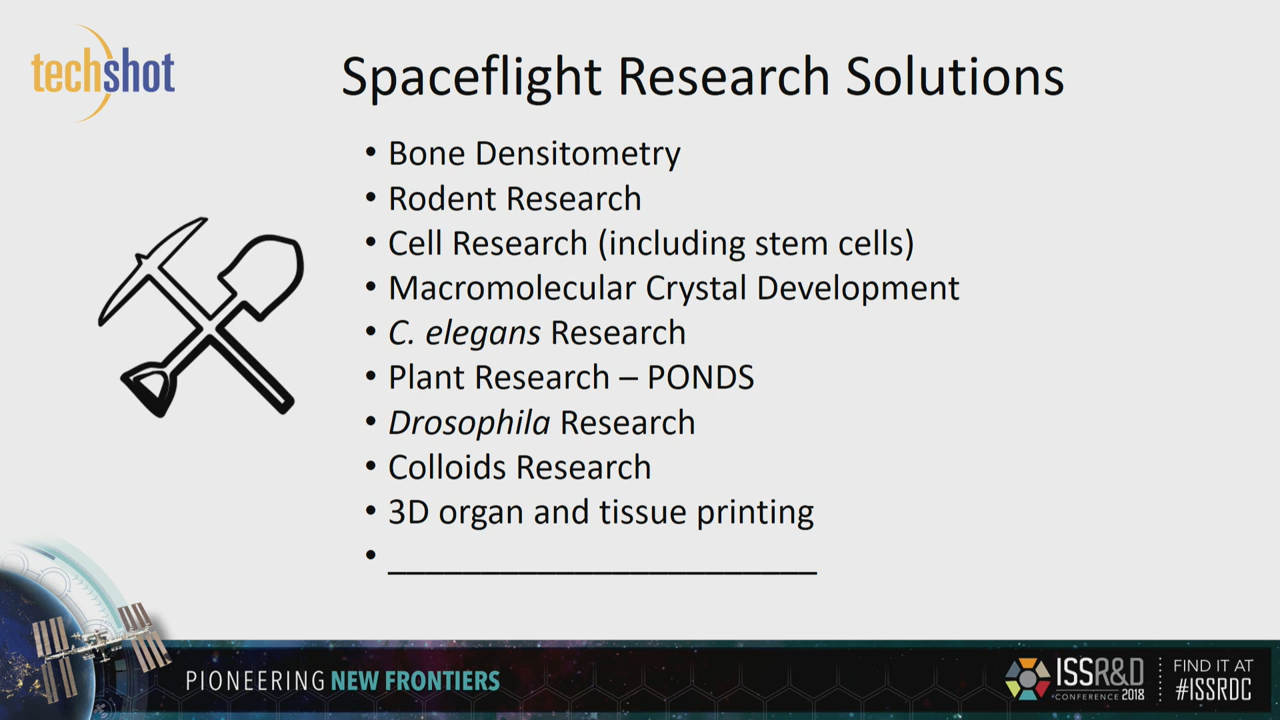 techshot
Spaceflight Research Solutions
• Bone Densitometry
• Rodent Research
• Cell Research (including stem cells)
• Macromolecular Crystal Development
• C. elegans Research
• Plant Research – PONDS
• Drosophila Research
• Colloids Research
• 3D organ and tissue printing
• _______________________
PIONEERING NEW FRONTIERS
ISSR&D
CONFERENCE 2018
FIND IT AT
#ISSRDC